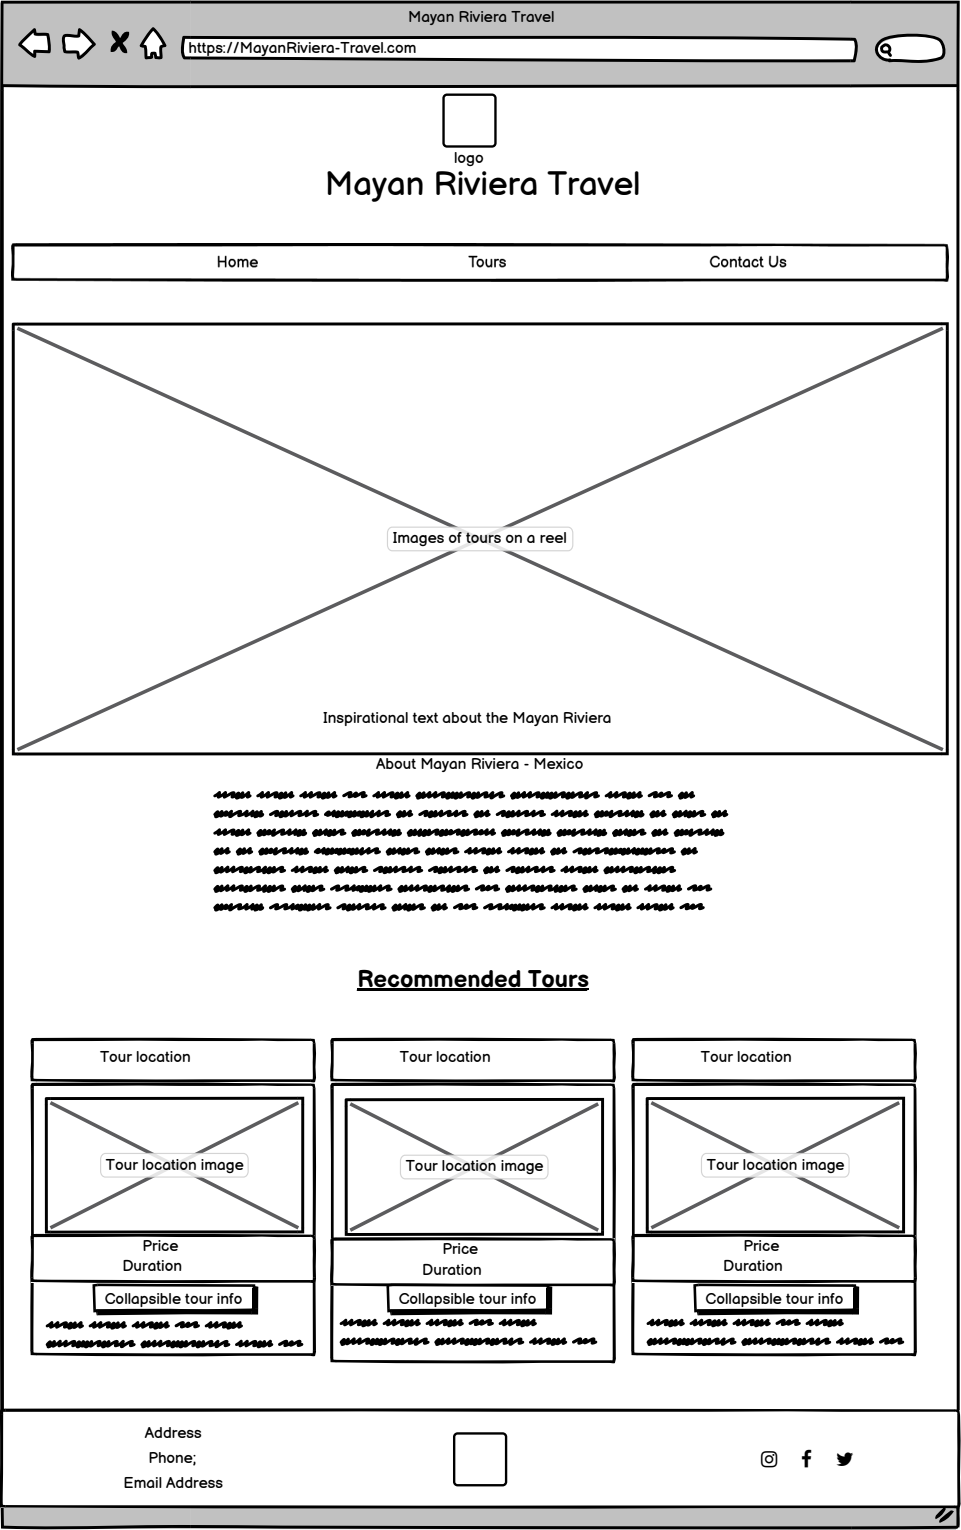 Mayan Riviera Travel
https://MayanRiviera-Travel.com
logo
Mayan Riviera Travel
Home Tours Contact Us
Images of tours on a reel
Inspirational text about the Mayan Riviera
About Mayan Riviera - Mexico
Recommended Tours
Tour location Tour location Tour location
Tour location image Tour location image Tour location image
Price Price Price
Duration Duration Duration
Collapsible tour info Collapsible tour info Collapsible tour info
Address
Phone;
Email Address